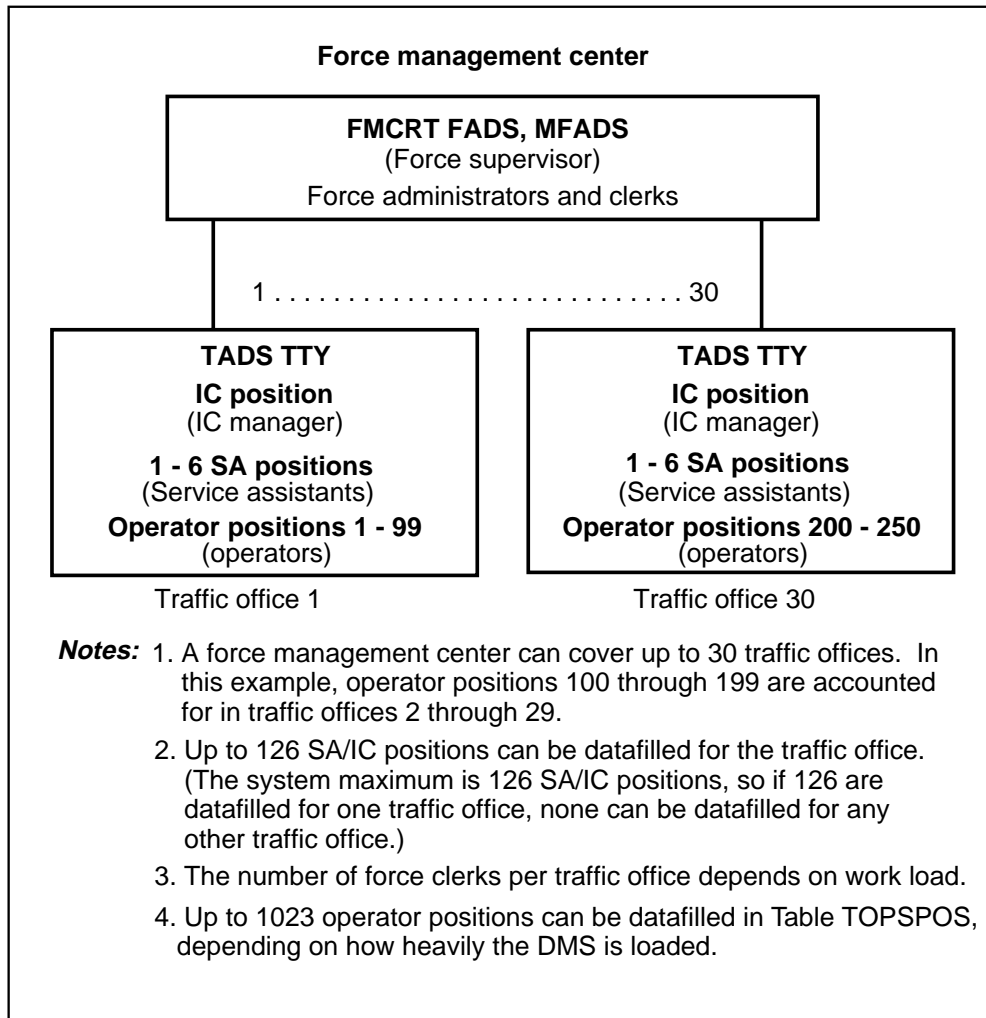 Force management center
FMCRT FADS, MFADS
(Force supervisor)
Force administrators and clerks
1 . . . . . . . . . . . . . . . . . . . . . . . . . . . . 30
TADS TTY
IC position
(IC manager)
1 - 6 SA positions
(Service assistants)
Operator positions 1 - 99
(operators)
Traffic office 1
TADS TTY
IC position
(IC manager)
1 - 6 SA positions
(Service assistants)
Operator positions 200 - 250
(operators)
Traffic office 30
Notes: 1. A force management center can cover up to 30 traffic offices. In
this example, operator positions 100 through 199 are accounted
for in traffic offices 2 through 29.
2. Up to 126 SA/IC positions can be datafilled for the traffic office.
(The system maximum is 126 SA/IC positions, so if 126 are
datafilled for one traffic office, none can be datafilled for any
other traffic office.)
3. The number of force clerks per traffic office depends on work load.
4. Up to 1023 operator positions can be datafilled in Table TOPSPOS,
depending on how heavily the DMS is loaded.